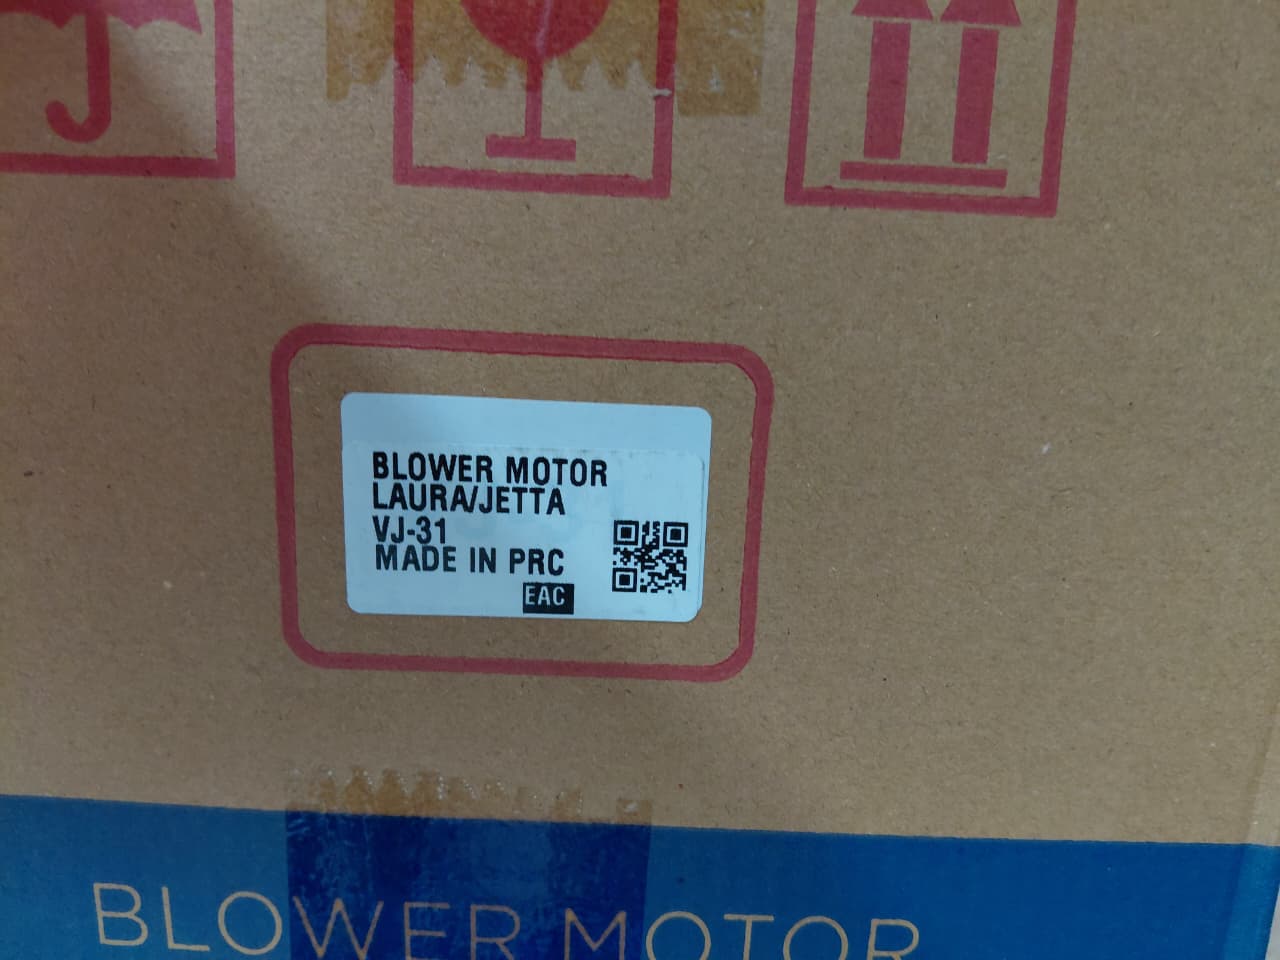 BLOWER MOTOR
LAURA/JETTA
VJ-31
MADE IN PRC
EAC
BLOWER MOTOR